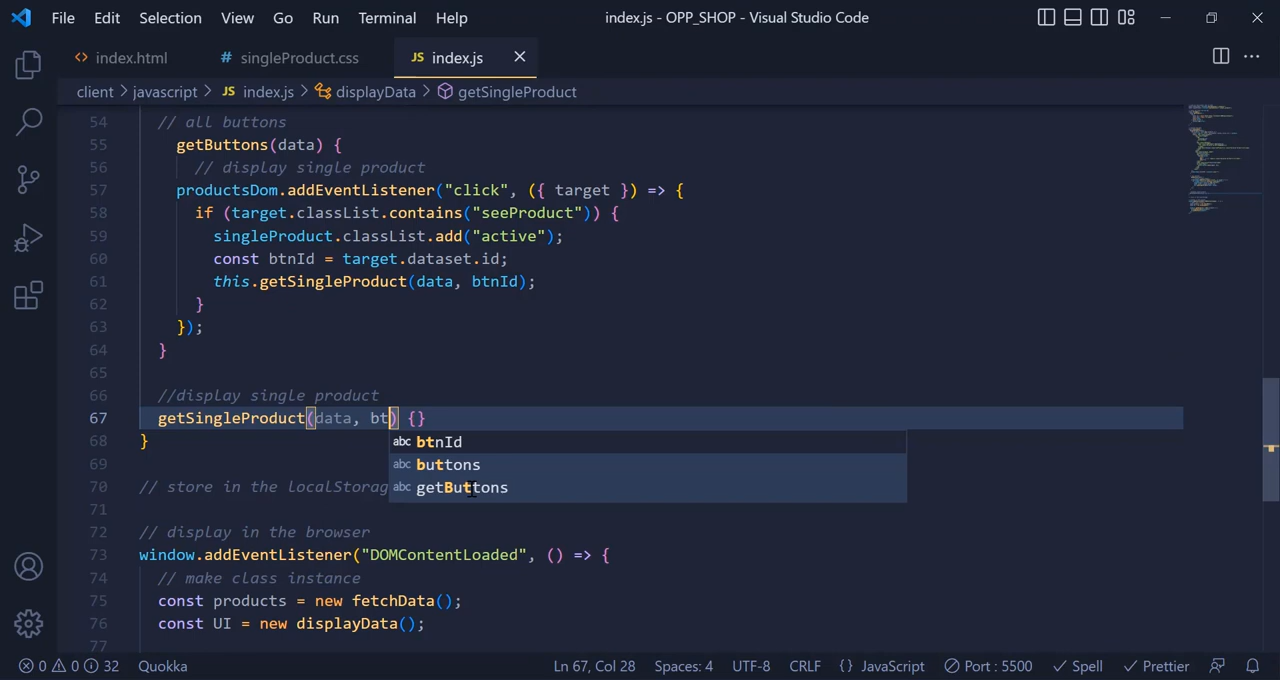 File Edit Selection View Go Run Terminal Help index.js - OPP_SHOP - Visual Studio Code
<> index.html # singleProduct.css JS index.js ×
client > javascript > JS index.js > displayData > getSingleProduct
54 // all buttons
55 getButtons(data) {
56 // display single product
57 productsDom.addEventListener("click", ({ target }) => {
58 if (target.classList.contains("seeProduct")) {
59 singleProduct.classList.add("active");
60 const btnId = target.dataset.id;
61 this.getSingleProduct(data, btnId);
62 }
63 });
64 }
65
66 //display single product
67 getSingleProduct(data, bt) {}
68 }
abc btnId
abc buttons
abc getButtons
69
70 // store in the localStorag
71
72 // display in the browser
73 window.addEventListener("DOMContentLoaded", () => {
74 // make class instance
75 const products = new fetchData();
76 const UI = new displayData();
77
0 0 32 Quokka Ln 67, Col 28 Spaces: 4 UTF-8 CRLF {} JavaScript Port : 5500 Spell Prettier